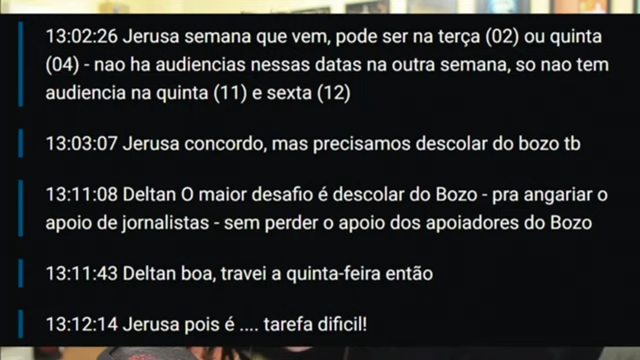 13:02:26 Jerusa semana que vem, pode ser na terça (02) ou quinta
(04) - nao ha audiencias nessas datas na outra semana, so nao tem
audiencia na quinta (11) e sexta (12)
13:03:07 Jerusa concordo, mas precisamos descolar do bozo tb
13:11:08 Deltan O maior desafio é descolar do Bozo - pra angariar o
apoio de jornalistas - sem perder o apoio dos apoiadores do Bozo
13:11:43 Deltan boa, travei a quinta-feira então
13:12:14 Jerusa pois é .... tarefa dificil!